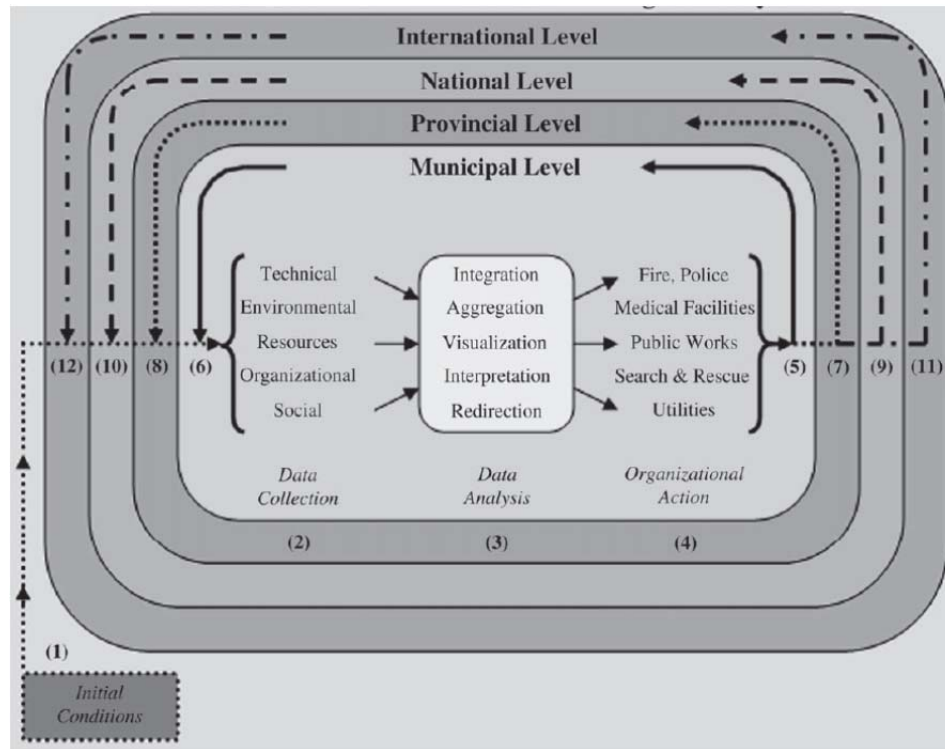 International Level
National Level
Provincial Level
Municipal Level
Technical
Environmental
Resources
Organizational
Social
Integration
Aggregation
Visualization
Interpretation
Redirection
Fire, Police
Medical Facilities
Public Works
Search & Rescue
Utilities
(12) (10) (8) (6) (5) (7) (9) (11)
Data
Collection
Data
Analysis
Organizational
Action
(2) (3) (4)
(1)
Initial
Conditions